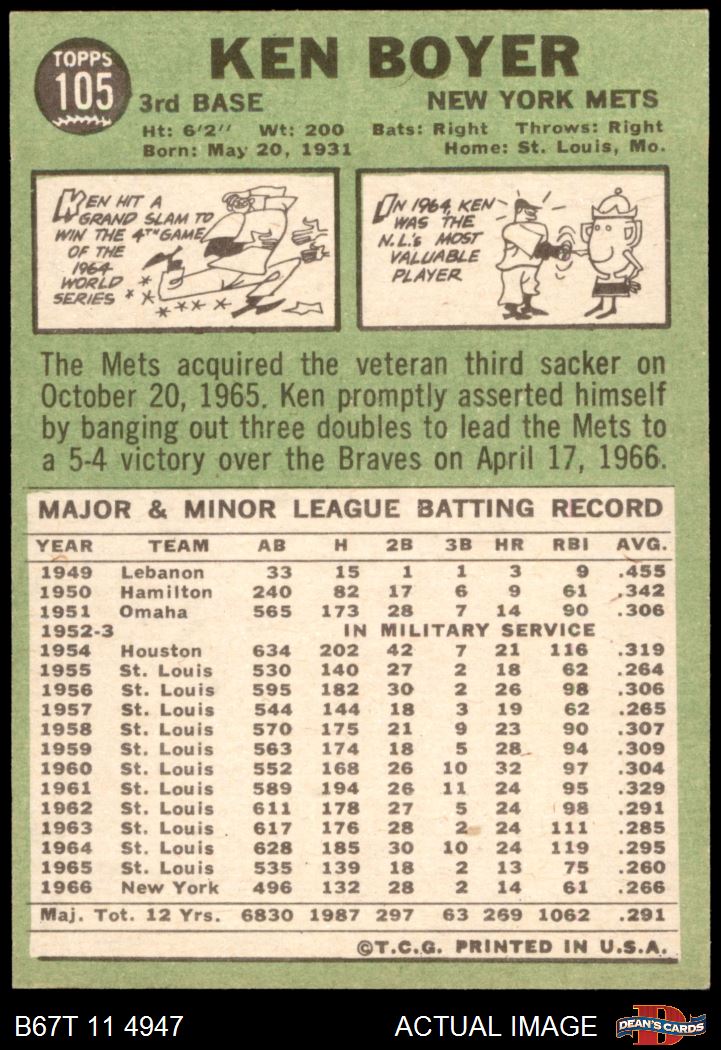 TOPPS
105
KEN BOYER
3rd BASE NEW YORK METS
Ht: 6'2" Wt: 200 Bats: Right Throws: Right
Born: May 20, 1931 Home: St. Louis, Mo.
KEN HIT A
GRAND SLAM TO
WIN THE 4TH GAME
OF THE
1964
WORLD
SERIES
IN 1964, KEN
WAS THE
N.L.'s MOST
VALUABLE
PLAYER
The Mets acquired the veteran third sacker on
October 20, 1965. Ken promptly asserted himself
by banging out three doubles to lead the Mets to
a 5-4 victory over the Braves on April 17, 1966.
MAJOR & MINOR LEAGUE BATTING RECORD
YEAR TEAM AB H 2B 3B HR RBI AVG.
1949 Lebanon 33 15 1 1 3 9 .455
1950 Hamilton 240 82 17 6 9 61 .342
1951 Omaha 565 173 28 7 14 90 .306
1952-3 IN MILITARY SERVICE
1954 Houston 634 202 42 7 21 116 .319
1955 St. Louis 530 140 27 2 18 62 .264
1956 St. Louis 595 182 30 2 26 98 .306
1957 St. Louis 544 144 18 3 19 62 .265
1958 St. Louis 570 175 21 9 23 90 .307
1959 St. Louis 563 174 18 5 28 94 .309
1960 St. Louis 552 168 26 10 32 97 .304
1961 St. Louis 589 194 26 11 24 95 .329
1962 St. Louis 611 178 27 5 24 98 .291
1963 St. Louis 617 176 28 2 24 111 .285
1964 St. Louis 628 185 30 10 24 119 .295
1965 St. Louis 535 139 18 2 13 75 .260
1966 New York 496 132 28 2 14 61 .266
Maj. Tot. 12 Yrs. 6830 1987 297 63 269 1062 .291
©T.C.G. PRINTED IN U.S.A.
B67T 11 4947 ACTUAL IMAGE DEAN'S CARDS